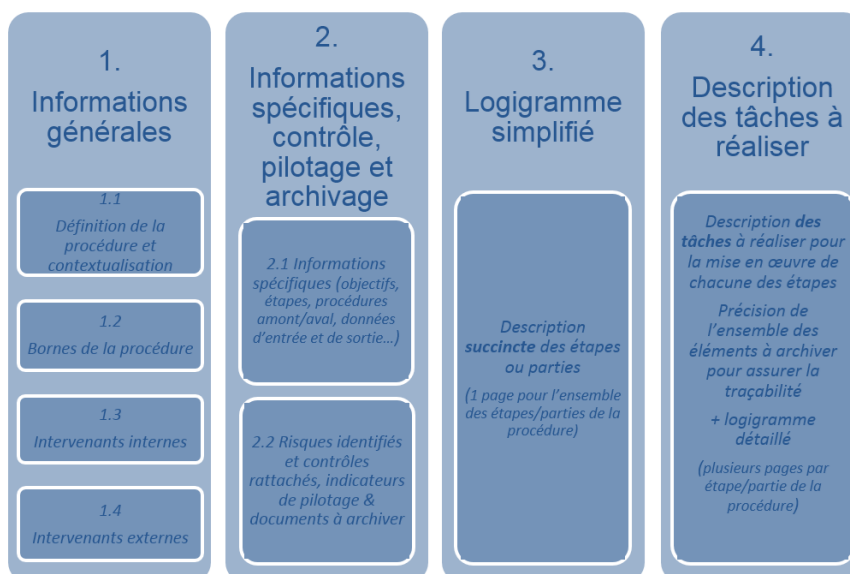 1.
Informations
générales
1.1
Définition de la
procédure et
contextualisation
1.2
Bornes de la procédure
1.3
Intervenants internes
1.4
Intervenants externes
2.
Informations
spécifiques,
contrôle,
pilotage et
archivage
2.1 Informations
spécifiques (objectifs,
étapes, procédures
amont/aval, données
d'entrée et de sortie...)
2.2 Risques identifiés
et contrôles
rattachés, indicateurs
de pilotage &
documents à archiver
3.
Logigramme
simplifié
Description
succincte des étapes
ou parties
(1 page pour l'ensemble
des étapes/parties de la
procédure)
4.
Description
des tâches à
réaliser
Description des
tâches à réaliser pour
la mise en œuvre de
chacune des étapes
Précision de
l'ensemble des
éléments à archiver
pour assurer la
traçabilité
+ logigramme
détaillé
(plusieurs pages par
étape/partie de la
procédure)